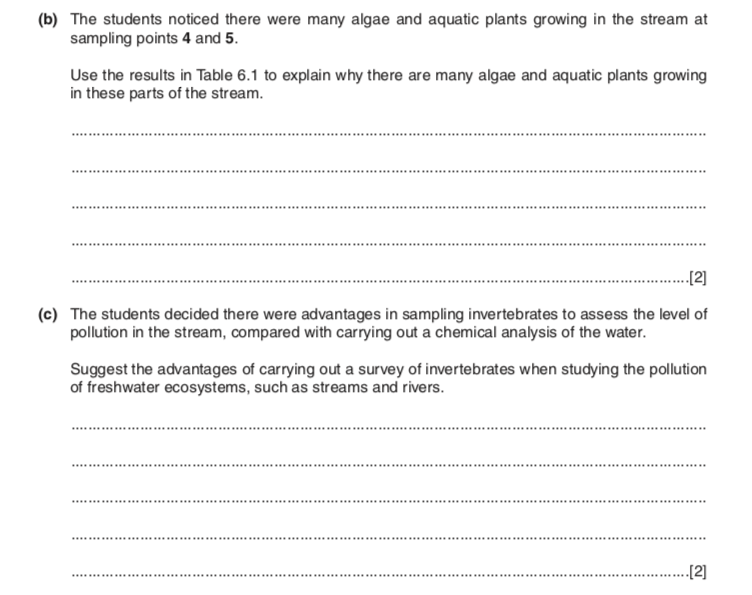 (b) The students noticed there were many algae and aquatic plants growing in the stream at
sampling points 4 and 5.
Use the results in Table 6.1 to explain why there are many algae and aquatic plants growing
in these parts of the stream.
..........................................................................................................................................
..........................................................................................................................................
..........................................................................................................................................
..........................................................................................................................................
......................................................................................................................................[2]
(c) The students decided there were advantages in sampling invertebrates to assess the level of
pollution in the stream, compared with carrying out a chemical analysis of the water.
Suggest the advantages of carrying out a survey of invertebrates when studying the pollution
of freshwater ecosystems, such as streams and rivers.
..........................................................................................................................................
..........................................................................................................................................
..........................................................................................................................................
..........................................................................................................................................
......................................................................................................................................[2]